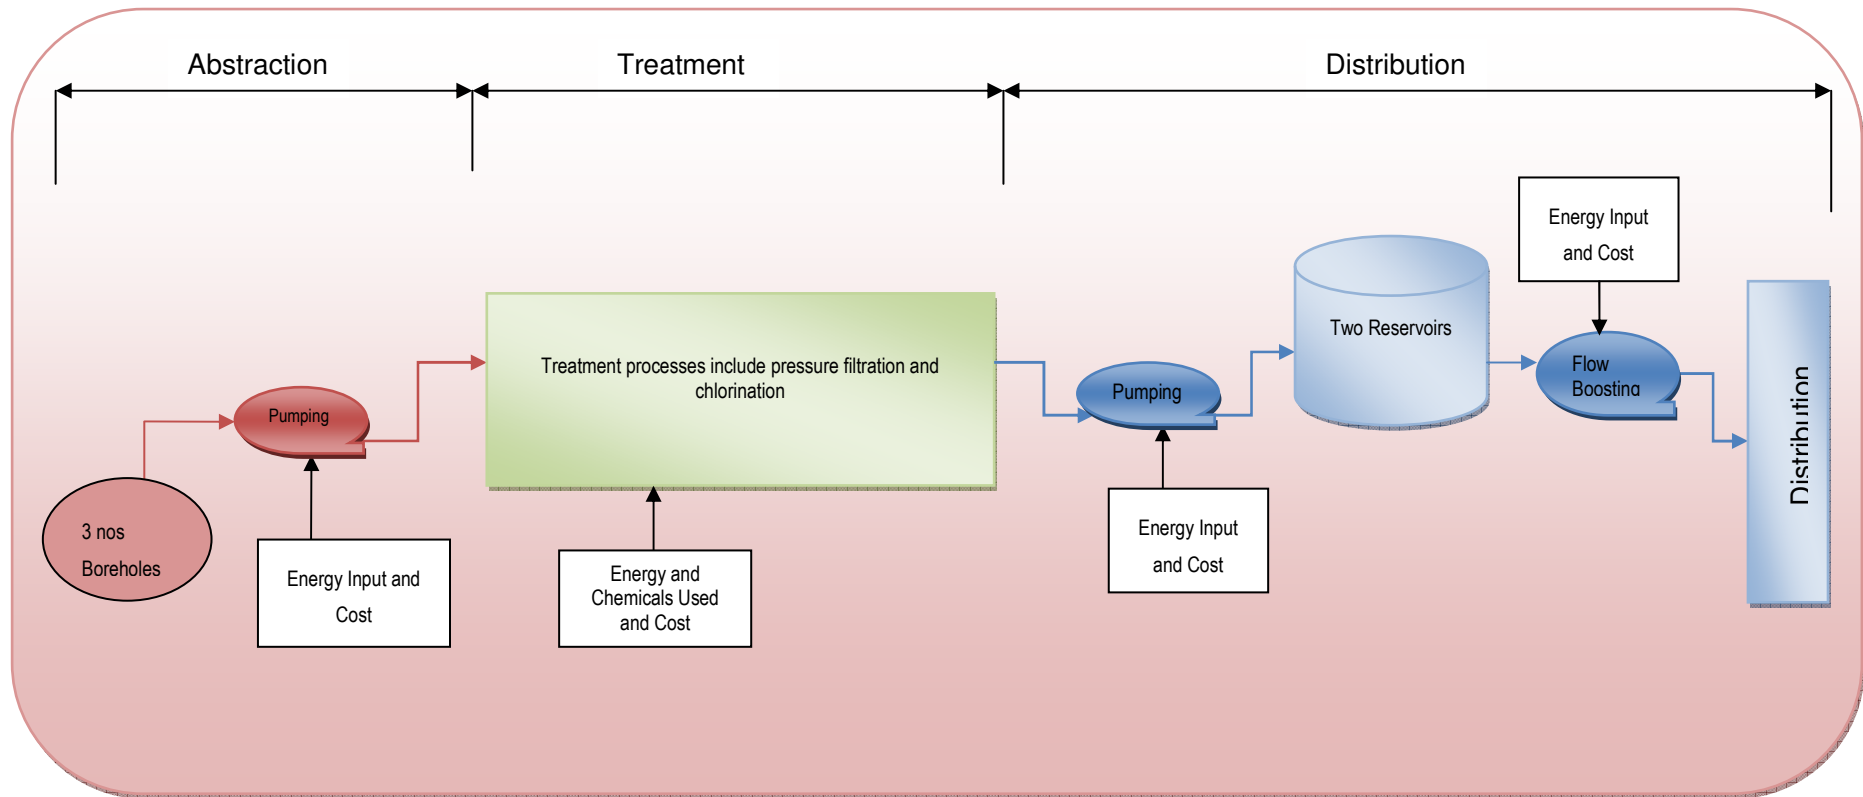 Abstraction
Treatment
Distribution
Energy Input
and Cost
Two Reservoirs
Treatment processes include pressure filtration and
chlorination
Flow
Boosting
Pumping
Pumping
Distribution
3 nos
Boreholes
Energy Input and
Cost
Energy and
Chemicals Used
and Cost
Energy Input
and Cost